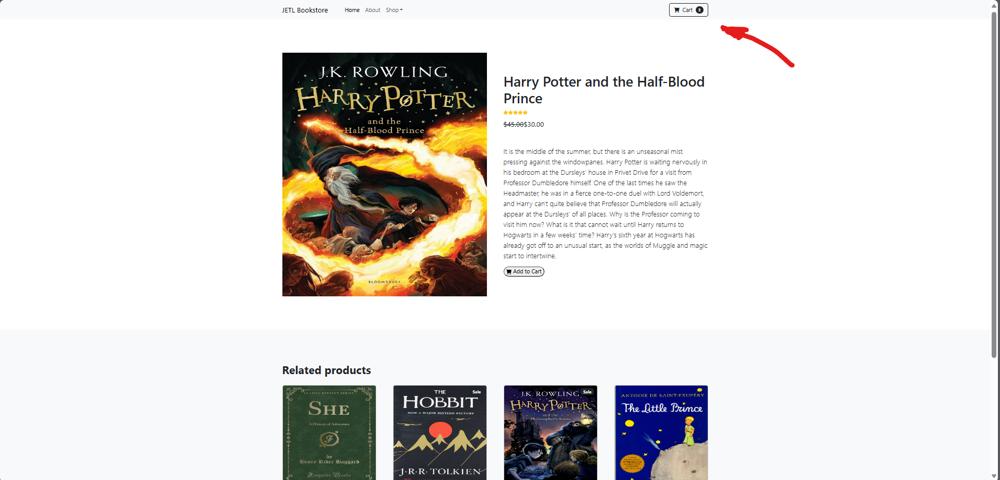 JETL Bookstore Home About Shop Cart 3
J.K. ROWLING
HARRY POTTER
and the
Half-Blood Prince
BLOOMSBURY
Harry Potter and the Half-Blood
Prince
$45.00$30.00
It is the middle of the summer, but there is an unseasonal mist
pressing against the windowpanes. Harry Potter is waiting nervously in
his bedroom at the Dursleys' house in Privet Drive for a visit from
Professor Dumbledore himself. One of the last times he saw the
Headmaster, he was in a fierce one-to-one duel with Lord Voldemort,
and Harry can't quite believe that Professor Dumbledore will actually
appear at the Dursleys' of all places. Why is the Professor coming to
visit him now? What is it that cannot wait until Harry returns to
Hogwarts in a few weeks' time? Harry's sixth year at Hogwarts has
already got off to an unusual start, as the worlds of Muggle and magic
start to intertwine.
Add to Cart
Related products
CLASSIC REPRINT SERIES
SHE
A History of Adventure
F
by
Henry Rider Haggard
Forgotten Books
Sale
THE
HOBBIT
NOW A MAJOR MOTION PICTURE
J·R·R·TOLKIEN
Sale
J.K. ROWLING
HARRY POTTER
and the
Philosopher's Stone
ANTOINE DE SAINT-EXUPÉRY
The Little Prince